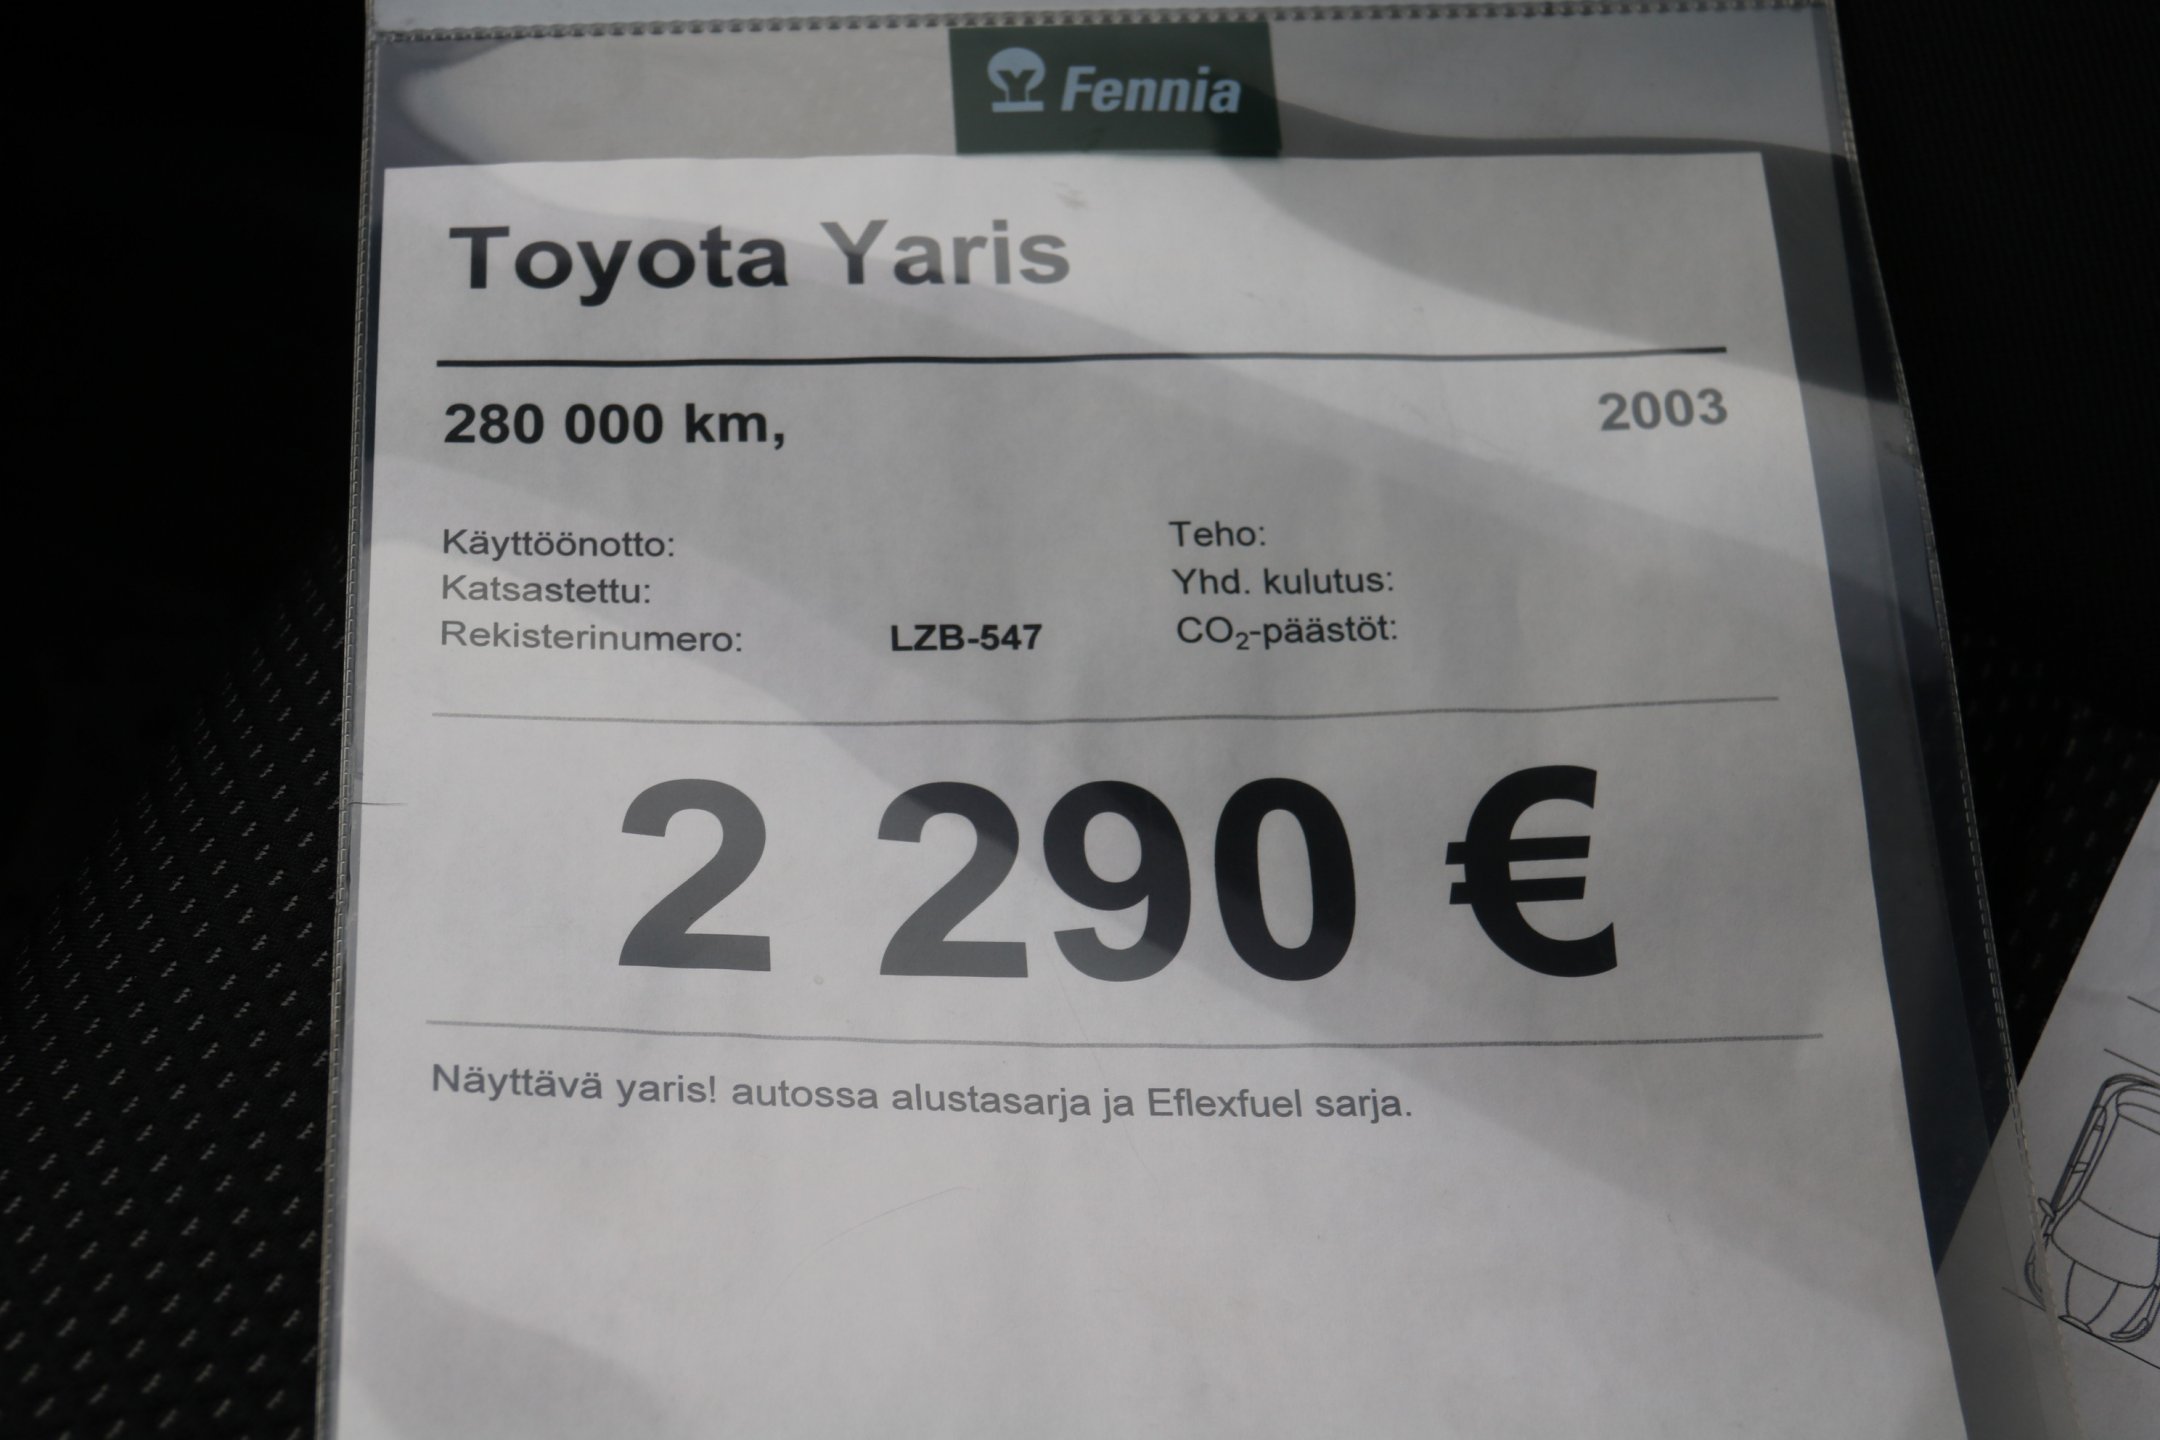 Fennia
Toyota Yaris
280 000 km,
2003
Käyttöönotto:
Katsastettu:
Rekisterinumero: LZB-547
Teho:
Yhd. kulutus:
CO₂-päästöt:
2 290 €
Näyttävä yaris! autossa alustasarja ja Eflexfuel sarja.